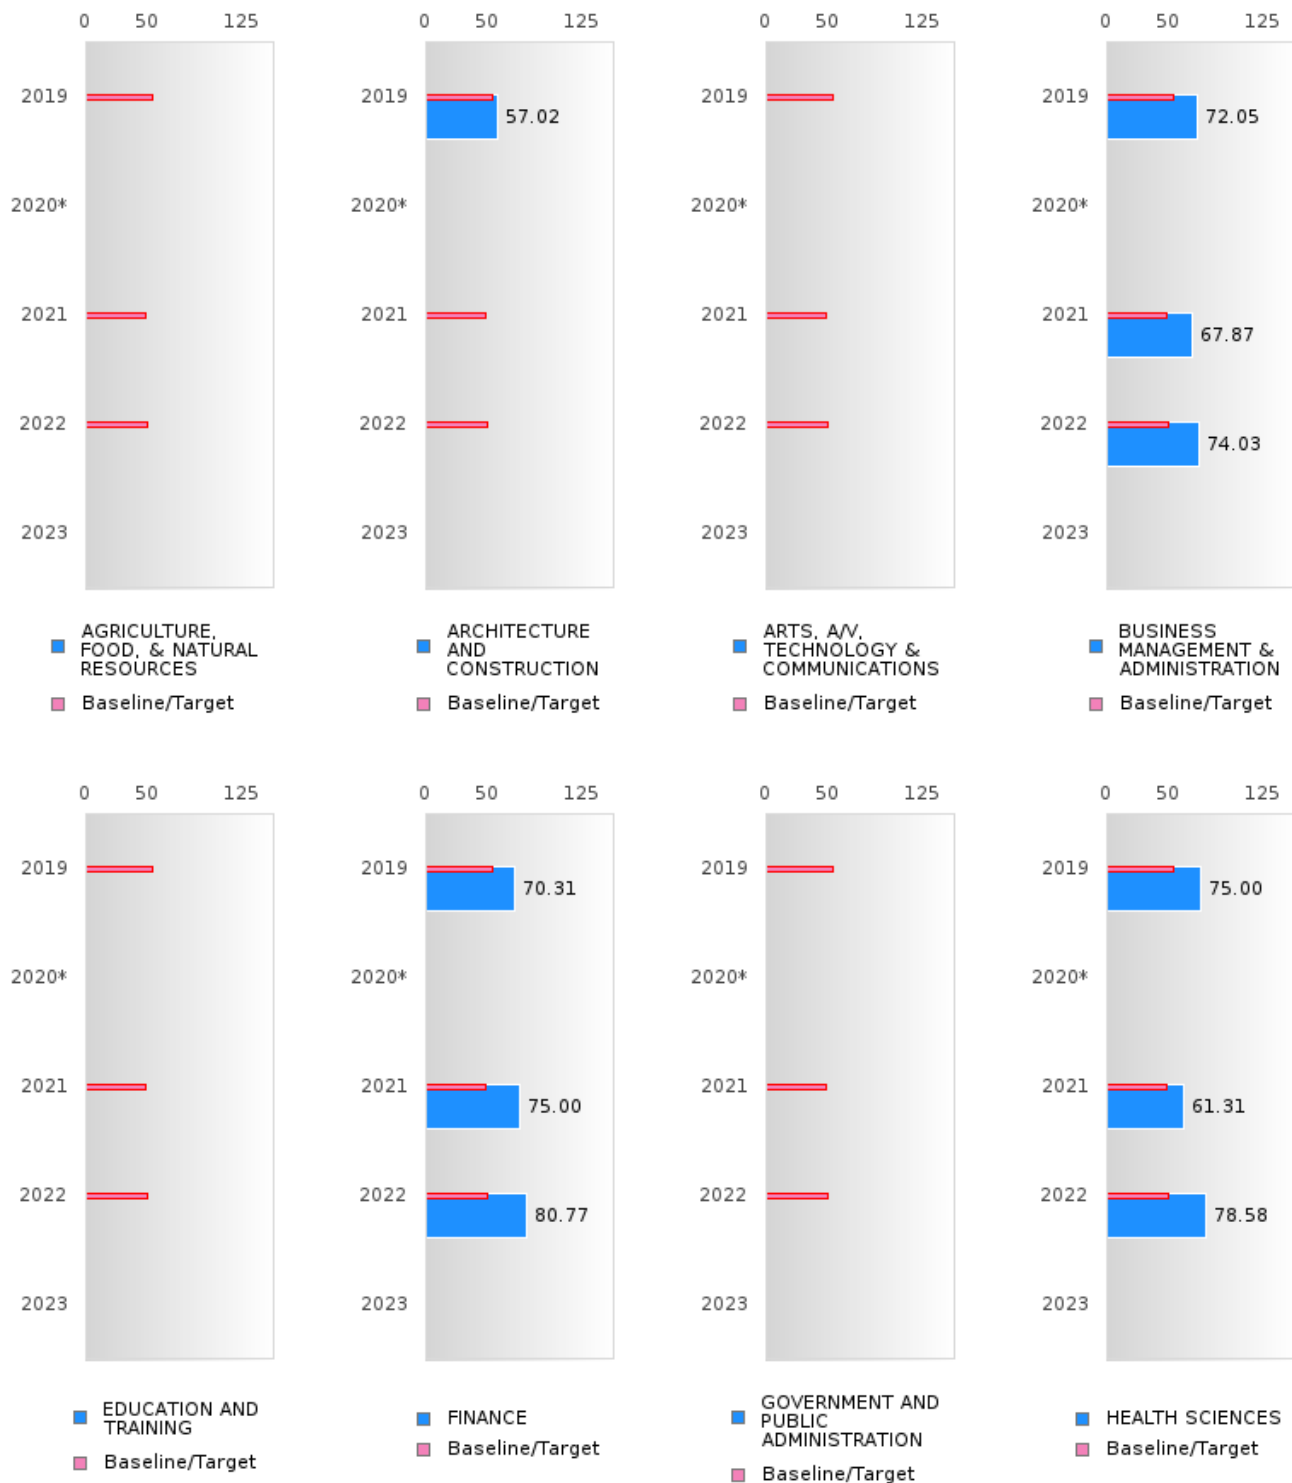 0 50 125
0 50 125
0 50 125
0 50 125
2019
2019
57.02
2019
2019
72.05
2020*
2020*
2020*
2020*
2021
2021
2021
2021
67.87
2022
2022
2022
2022
74.03
2023
2023
2023
2023
AGRICULTURE,
FOOD, & NATURAL
RESOURCES
Baseline/Target
ARCHITECTURE
AND
CONSTRUCTION
Baseline/Target
ARTS, A/V,
TECHNOLOGY &
COMMUNICATIONS
Baseline/Target
BUSINESS
MANAGEMENT &
ADMINISTRATION
Baseline/Target
0 50 125
0 50 125
0 50 125
0 50 125
2019
2019
70.31
2019
2019
75.00
2020*
2020*
2020*
2020*
2021
2021
75.00
2021
2021
61.31
2022
2022
80.77
2022
2022
78.58
2023
2023
2023
2023
EDUCATION AND
TRAINING
Baseline/Target
FINANCE
Baseline/Target
GOVERNMENT AND
PUBLIC
ADMINISTRATION
Baseline/Target
HEALTH SCIENCES
Baseline/Target